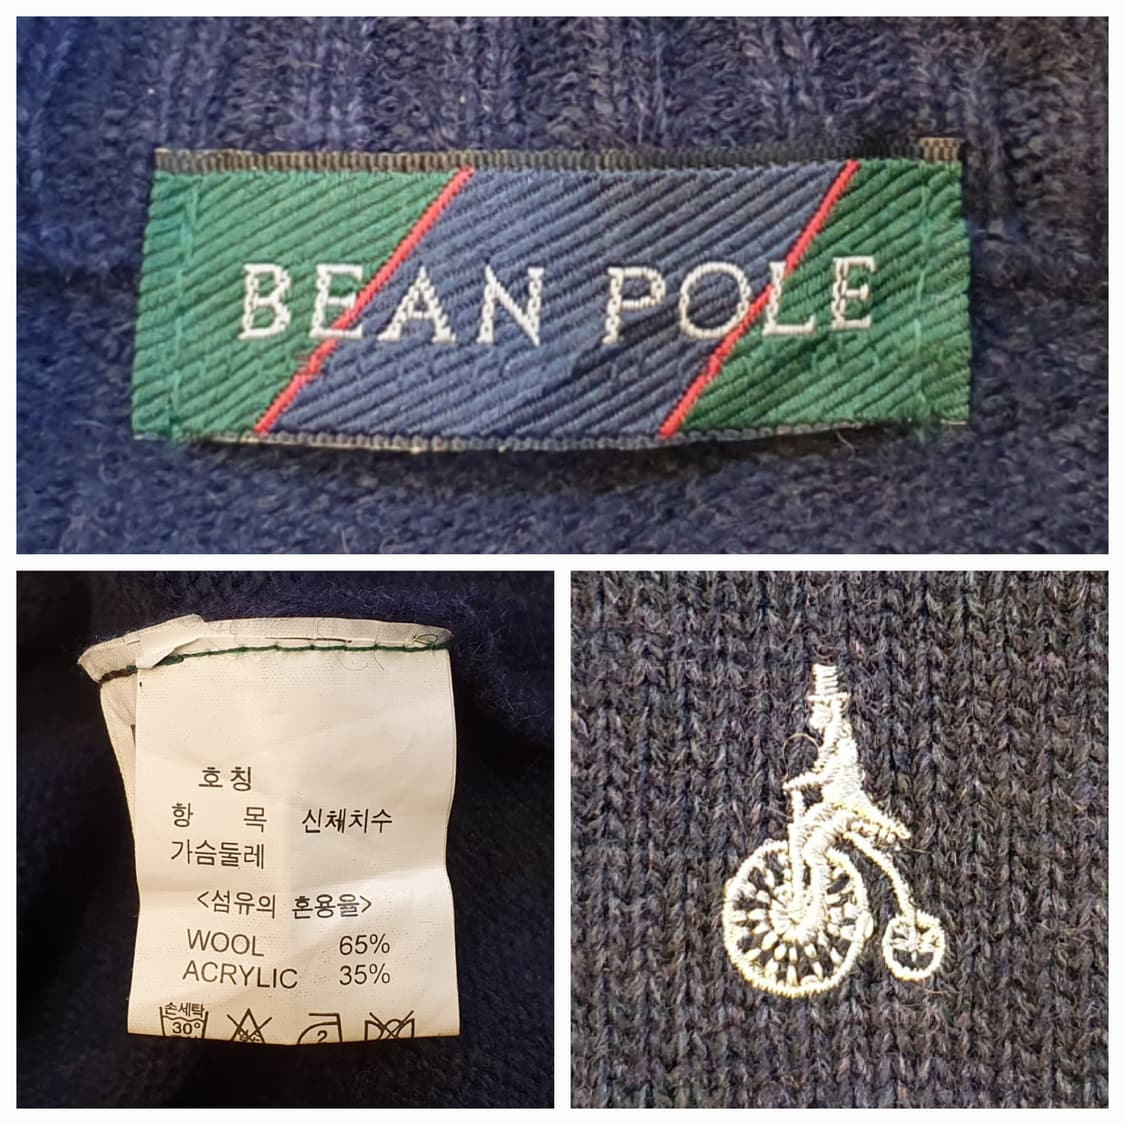 BEAN POLE
호칭
항 목 신체치수
가슴둘레
<섬유의 혼용율>
WOOL 65%
ACRYLIC 35%
손세탁
30°
2